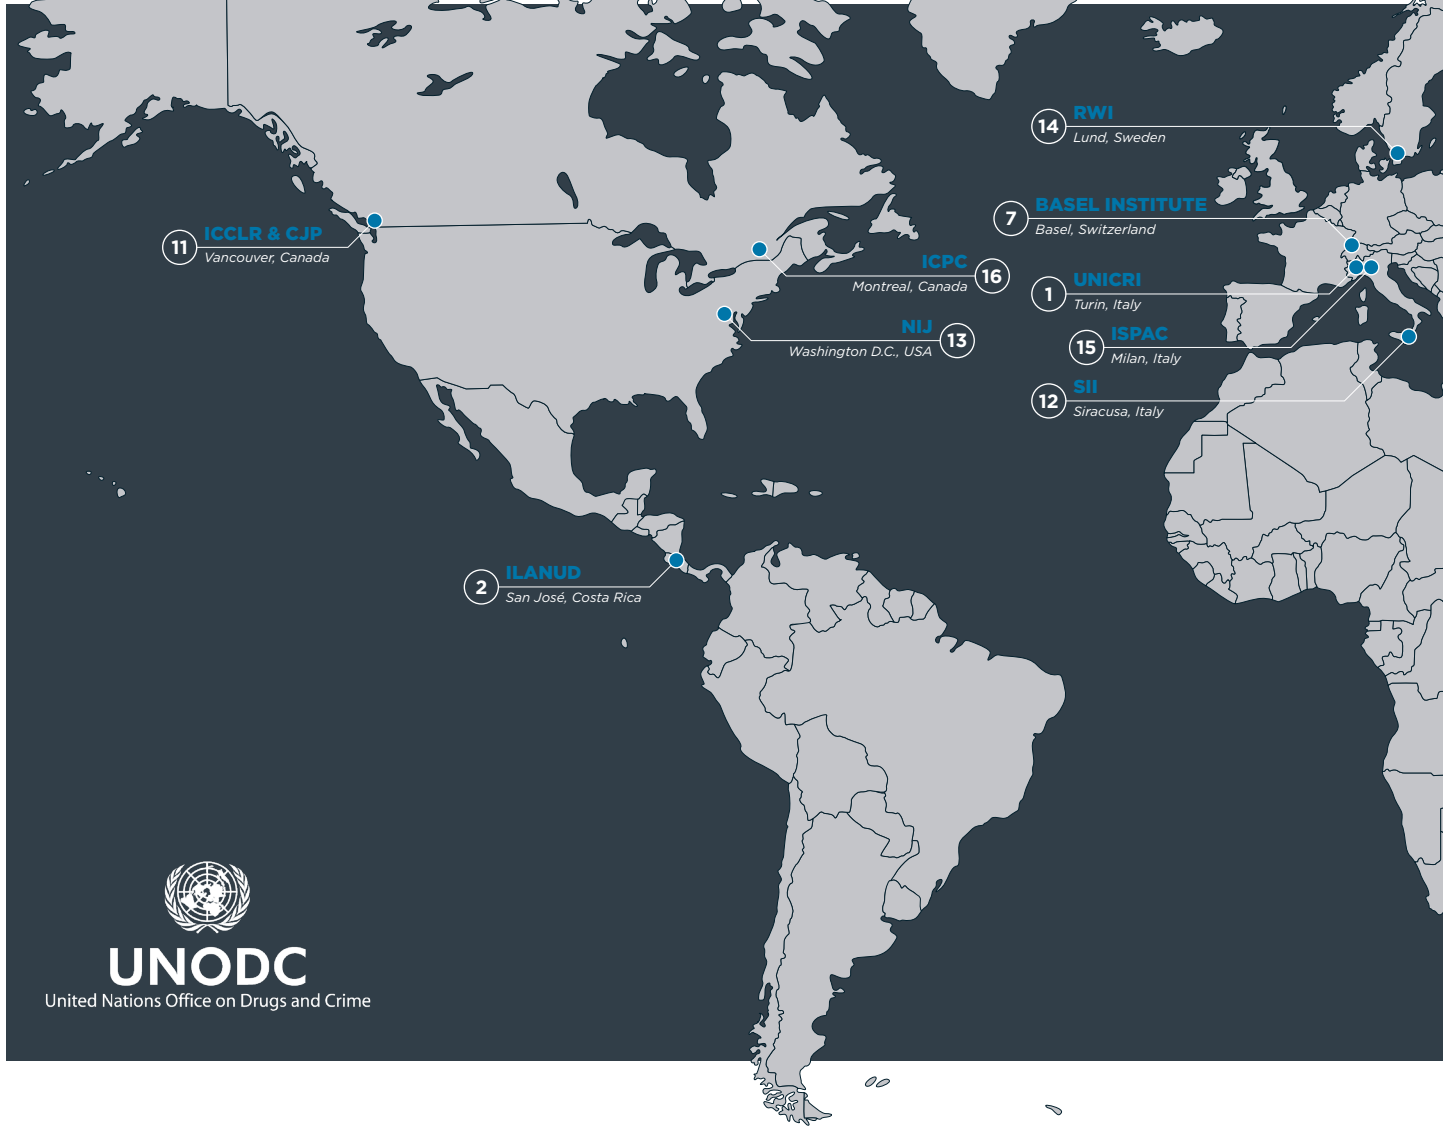 14
RWI
Lund, Sweden
7
BASEL INSTITUTE
Basel, Switzerland
11
ICCLR & CJP
Vancouver, Canada
ICPC
16
Montreal, Canada
1
UNICRI
Turin, Italy
NIJ
13
Washington D.C., USA
15
ISPAC
Milan, Italy
12
SII
Siracusa, Italy
2
ILANUD
San José, Costa Rica
UNODC
United Nations Office on Drugs and Crime